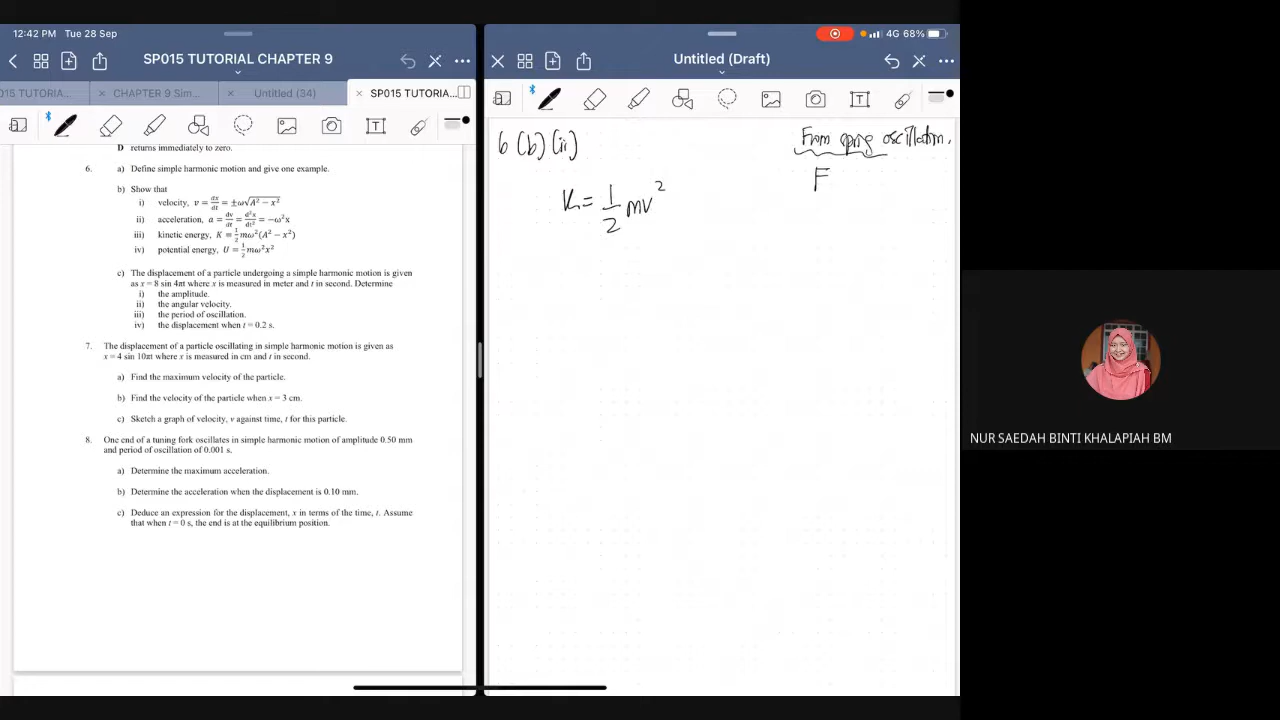 12:42 PM Tue 28 Sep
4G 68%
SP015 TUTORIAL CHAPTER 9
Untitled (Draft)
015 TUTORIA...
CHAPTER 9 Sim...
Untitled (34)
SP015 TUTORIA...
D returns immediately to zero.
6. a) Define simple harmonic motion and give one example.
b) Show that
i) velocity, v = dx/dt = ±ω√(A² − x²)
ii) acceleration, a = dv/dt = d²x/dt² = −ω²x
iii) kinetic energy, K = 1/2 mω²(A² − x²)
iv) potential energy, U = 1/2 mω²x²
c) The displacement of a particle undergoing a simple harmonic motion is given
as x = 8 sin 4πt where x is measured in meter and t in second. Determine
i) the amplitude.
ii) the angular velocity.
iii) the period of oscillation.
iv) the displacement when t = 0.2 s.
7. The displacement of a particle oscillating in simple harmonic motion is given as
x = 4 sin 10πt where x is measured in cm and t in second.
a) Find the maximum velocity of the particle.
b) Find the velocity of the particle when x = 3 cm.
c) Sketch a graph of velocity, v against time, t for this particle.
8. One end of a tuning fork oscillates in simple harmonic motion of amplitude 0.50 mm
and period of oscillation of 0.001 s.
a) Determine the maximum acceleration.
b) Determine the acceleration when the displacement is 0.10 mm.
c) Deduce an expression for the displacement, x in terms of the time, t. Assume
that when t = 0 s, the end is at the equilibrium position.
6 (b) (ii)
K = 1/2 mv²
From spring oscillation.
F
NUR SAEDAH BINTI KHALAPIAH BM